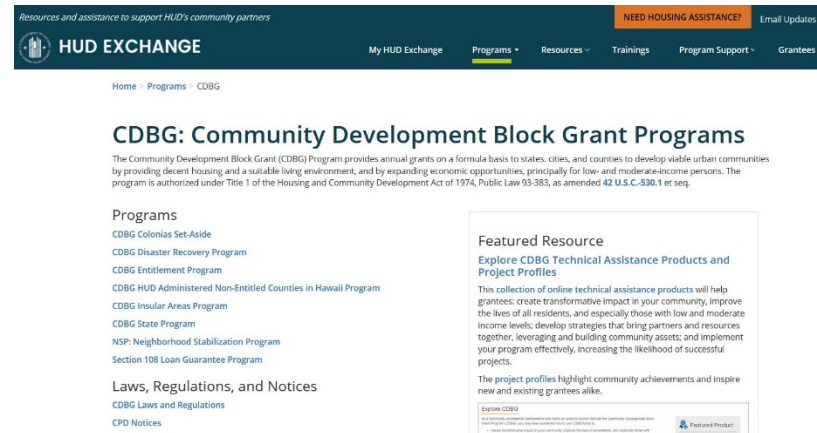 Resources and assistance to support HUD's community partners
NEED HOUSING ASSISTANCE?
Email Updates
HUD EXCHANGE
My HUD Exchange
Programs
Resources
Trainings
Program Support
Grantees
Home > Programs > CDBG
CDBG: Community Development Block Grant Programs
The Community Development Block Grant (CDBG) Program provides annual grants on a formula basis to states. cities, and counties to develop viable urban communities
by providing decent housing and a suitable living environment, and by expanding economic opportunities, principally for low- and moderate-income persons. The
program is authorized under Title 1 of the Housing and Community Development Act of 1974, Public Law 93-383, as amended 42 U.S.C.-530.1 et seq.
Programs
CDBG Colonias Set-Aside
CDBG Disaster Recovery Program
CDBG Entitlement Program
CDBG HUD Administered Non-Entitled Counties in Hawaii Program
CDBG Insular Areas Program
CDBG State Program
NSP: Neighborhood Stabilization Program
Section 108 Loan Guarantee Program
Laws, Regulations, and Notices
CDBG Laws and Regulations
CPD Notices
Featured Resource
Explore CDBG Technical Assistance Products and
Project Profiles
This collection of online technical assistance products will help
grantees: create transformative impact in your community, improve
the lives of all residents, and especially those with low and moderate
income levels; develop strategies that bring partners and resources
together, leveraging and building community assets; and implement
your program effectively, increasing the likelihood of successful
projects.
The project profiles highlight community achievements and inspire
new and existing grantees alike.
Explore CDBG
Featured Product